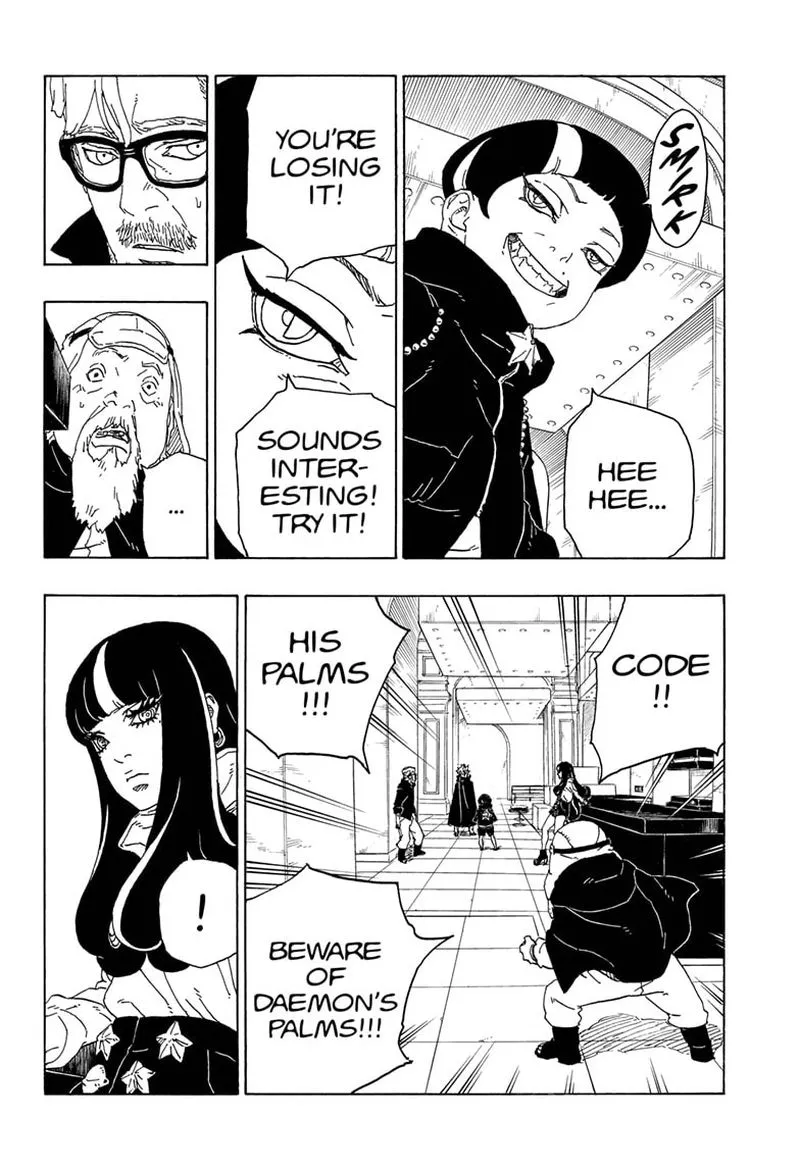 SMIRK
HEE
HEE...
YOU'RE
LOSING
IT!
SOUNDS
INTER-
ESTING!
TRY IT!
...
CODE
!!
HIS
PALMS
!!!
BEWARE
OF
DAEMON'S
PALMS!!!
!